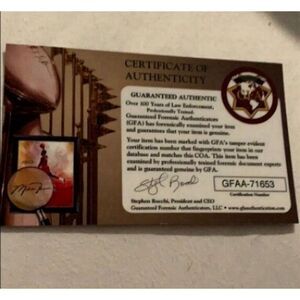 CERTIFICATE OF
AUTHENTICITY
GUARANTEED AUTHENTIC
Over 100 Years of Law Enforcement,
Professionally Trained.
Guaranteed Forensic Authenticators
(GFA) has forensically examined your item
and guarantees that your item is genuine.
Your item has been marked with GFA's tamper evident
certification number that fingerprints your item in our
database and matches this COA. This item has been
examined by professionally trained forensic document experts
and is guaranteed genuine by GFA.
GFAA-71653
Certification Number
Stephen Rocchi, President and CEO
Guaranteed Forensic Authenticators, LLC • www.gfauthentication.com